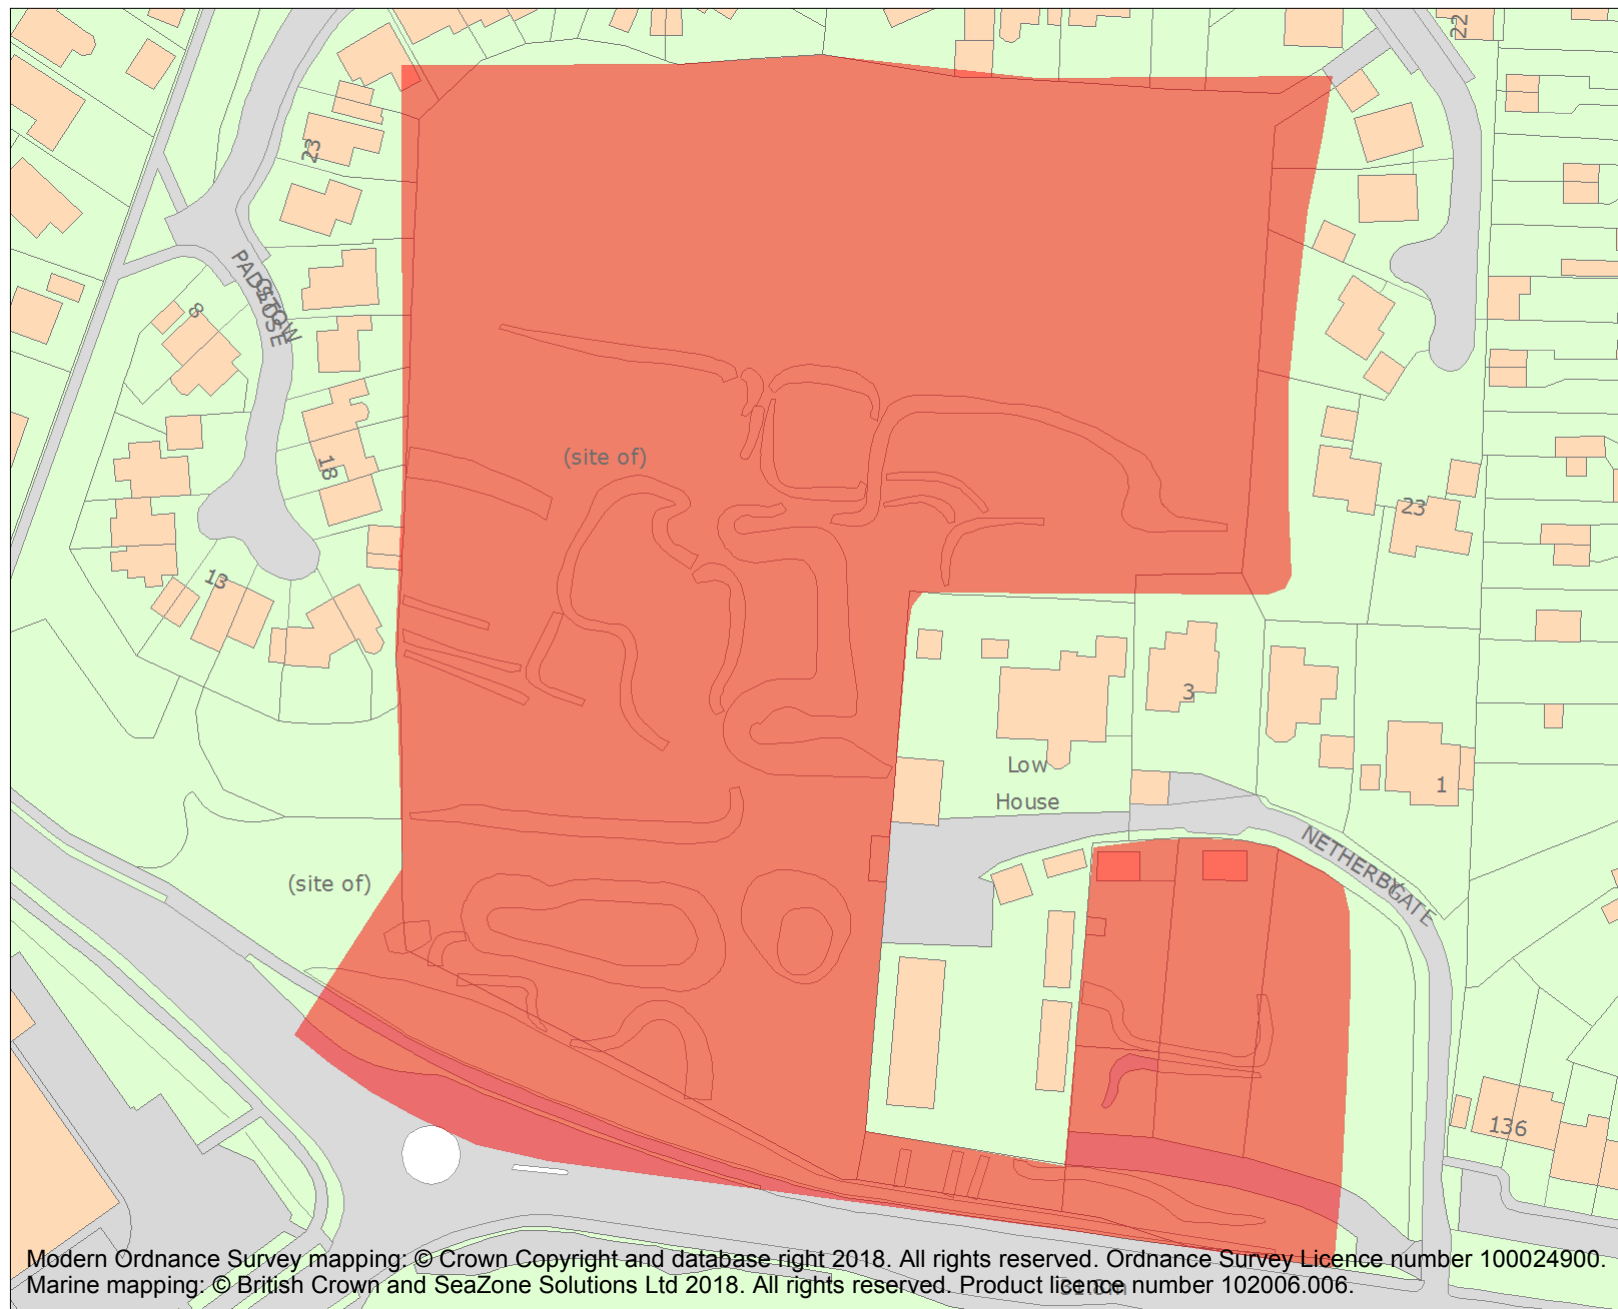 22
23
PADSTOW
CLOSE
8
(site of)
18
23
13
3
Low
House
1
NETHERBY
GATE
(site of)
136
Modern Ordnance Survey mapping: © Crown Copyright and database right 2018. All rights reserved. Ordnance Survey Licence number 100024900.
Marine mapping: © British Crown and SeaZone Solutions Ltd 2018. All rights reserved. Product licence number 102006.006.